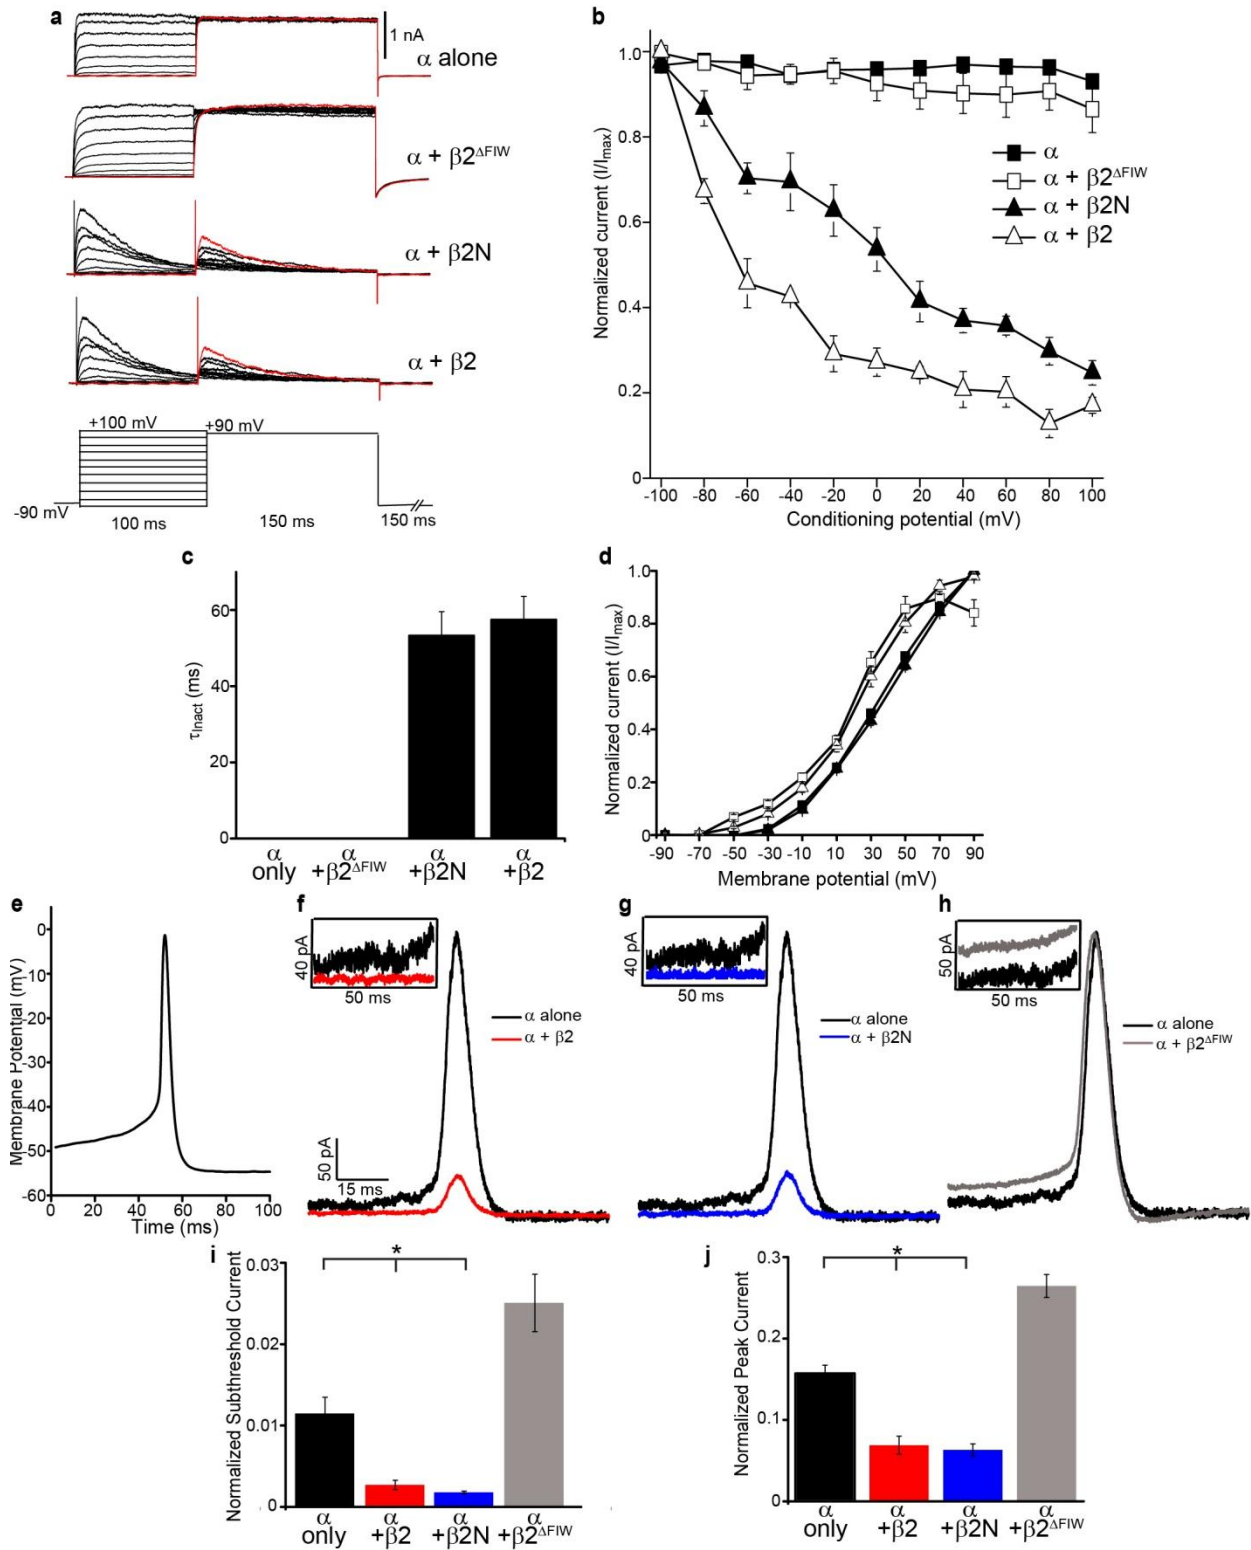 a
1 nA
α alone
α + β2ΔFIW
α + β2N
α + β2
+100 mV
+90 mV
-90 mV
100 ms
150 ms
150 ms
b
Normalized current (I/Imax)
1.0
0.8
0.6
0.4
0.2
0
-100 -80 -60 -40 -20 0 20 40 60 80 100
Conditioning potential (mV)
α
α + β2ΔFIW
α + β2N
α + β2
c
τInact (ms)
60
40
20
0
α only
α +β2ΔFIW
α +β2N
α +β2
d
Normalized current (I/Imax)
1.0
0.8
0.6
0.4
0.2
0
-90 -70 -50 -30 -10 10 30 50 70 90
Membrane potential (mV)
e
Membrane Potential (mV)
0
-10
-20
-30
-40
-50
-60
0 20 40 60 80 100
Time (ms)
f
40 pA
50 ms
α alone
α + β2
50 pA
15 ms
g
40 pA
50 ms
α alone
α + β2N
h
50 pA
50 ms
α alone
α + β2ΔFIW
i
Normalized Subthreshold Current
0.03
0.02
0.01
0
*
α only
α +β2
α +β2N
α +β2ΔFIW
j
Normalized Peak Current
0.3
0.2
0.1
0
*
α only
α +β2
α +β2N
α +β2ΔFIW